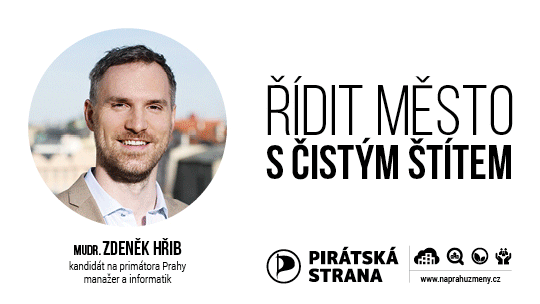 ŘÍDIT MĚSTO
S ČISTÝM ŠTÍTEM
MUDR. ZDENĚK HŘIB
kandidát na primátora Prahy
manažer a informatik
PIRÁTSKÁ
STRANA
www.naprahuzmeny.cz